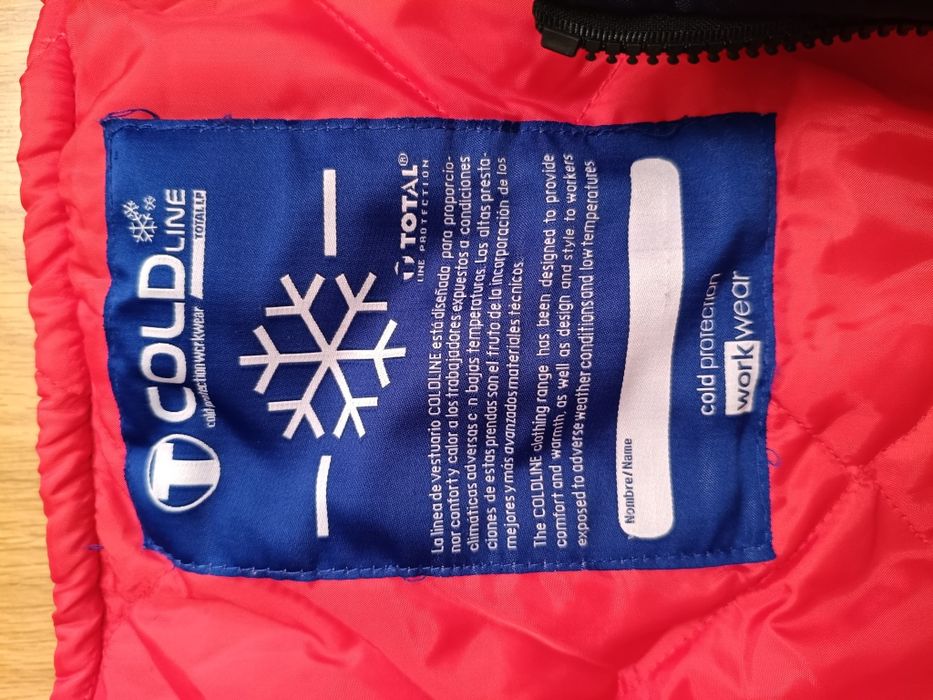 T COLDLINE
cold protection workwear TOTALLP
TOTAL®
LINE PROTECTION
La línea de vestuario COLDLINE está diseñada para proporcio-
nar confort y calor a los trabajadores expuestos a condiciones
climáticas adversas c n bajas temperaturas. Las altas presta-
ciones de estas prendas son el fruto de la incorporación de los
mejores y más avanzados materiales técnicos.
The COLDLINE clothing range has been designed to provide
comfort and warmth, as well as design and style to workers
exposed to adverse weather conditions and low temperatures
Nombre / Name
cold protection
work wear